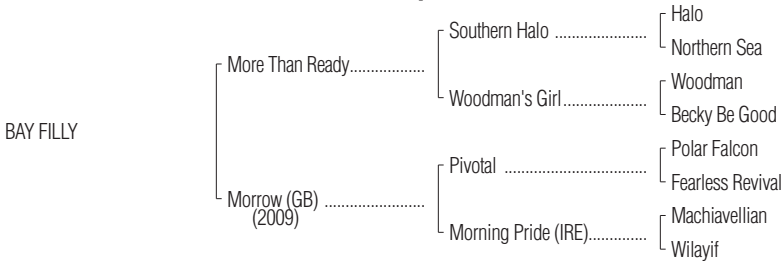 Halo
Southern Halo ......................
Northern Sea
More Than Ready..................
Woodman
Woodman's Girl....................
Becky Be Good
BAY FILLY
Polar Falcon
Pivotal ..................................
Fearless Revival
Morrow (GB) ........................
(2009)
Machiavellian
Morning Pride (IRE)..............
Wilayif